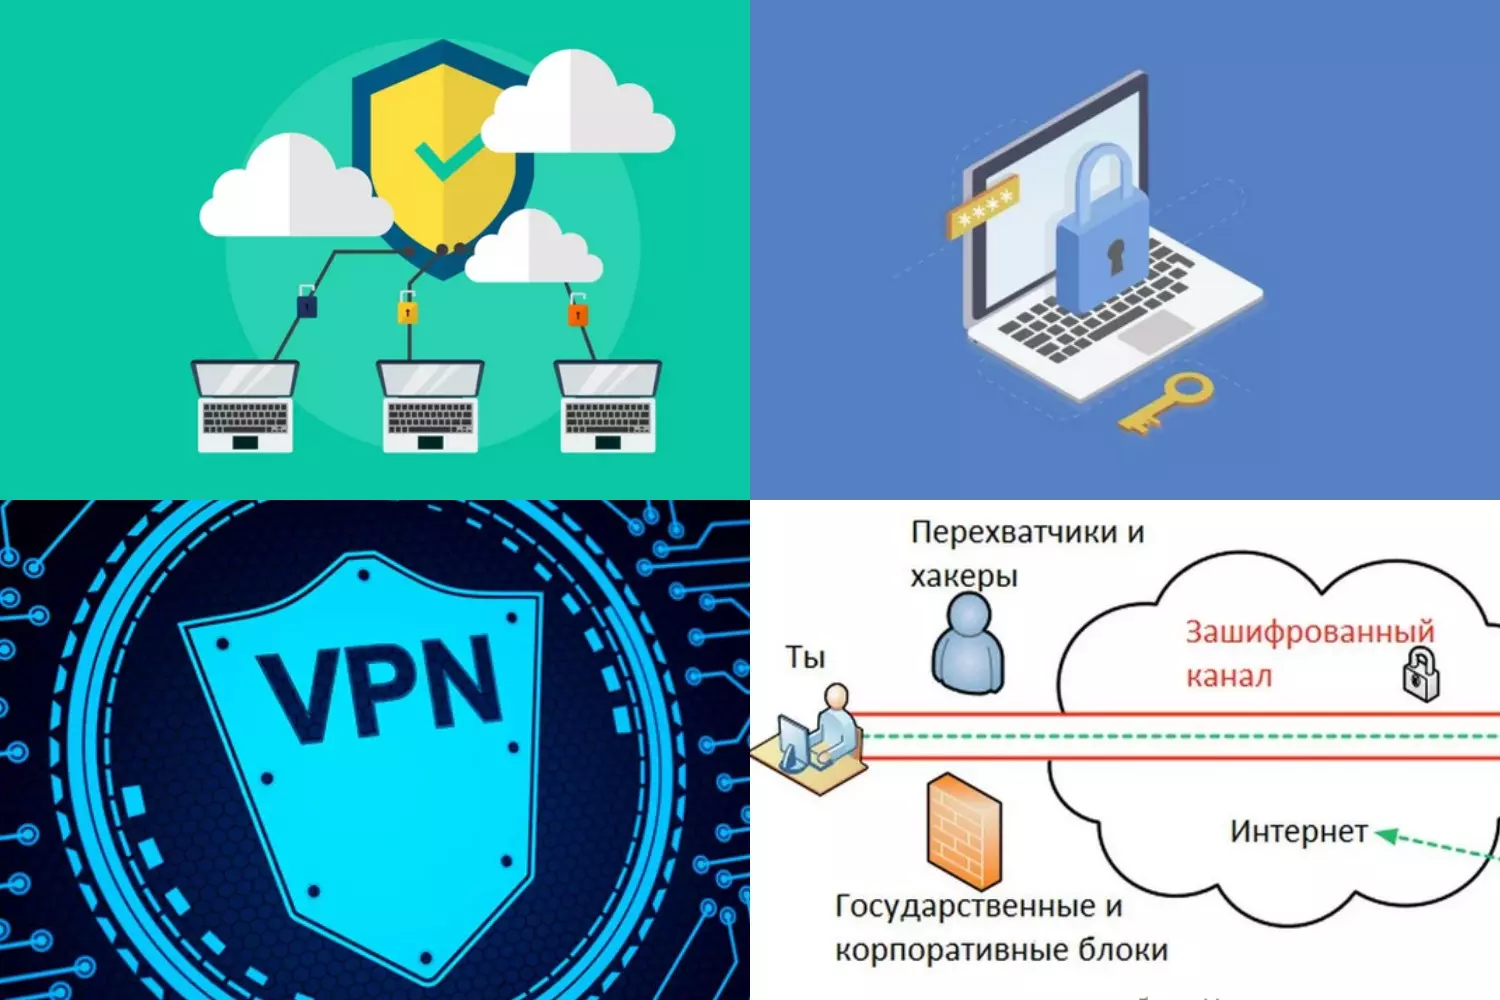 ****
VPN
Перехватчики и
хакеры
Ты
Зашифрованный
канал
Интернет
Государственные и
корпоративные блоки